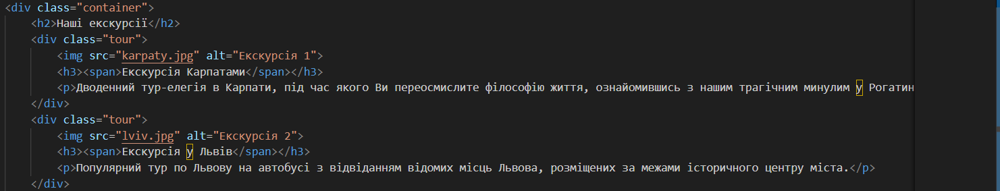 <div class="container">
<h2>Наші екскурсії</h2>
<div class="tour">
<img src="karpaty.jpg" alt="Екскурсія 1">
<h3><span>Екскурсія Карпатами</span></h3>
<p>Дводенний тур-елегія в Карпати, під час якого Ви переосмислите філософію життя, ознайомившись з нашим трагічним минулим у Рогатин
</div>
<div class="tour">
<img src="lviv.jpg" alt="Екскурсія 2">
<h3><span>Екскурсія у Львів</span></h3>
<p>Популярний тур по Львову на автобусі з відвіданням відомих місць Львова, розміщених за межами історичного центру міста.</p>
</div>